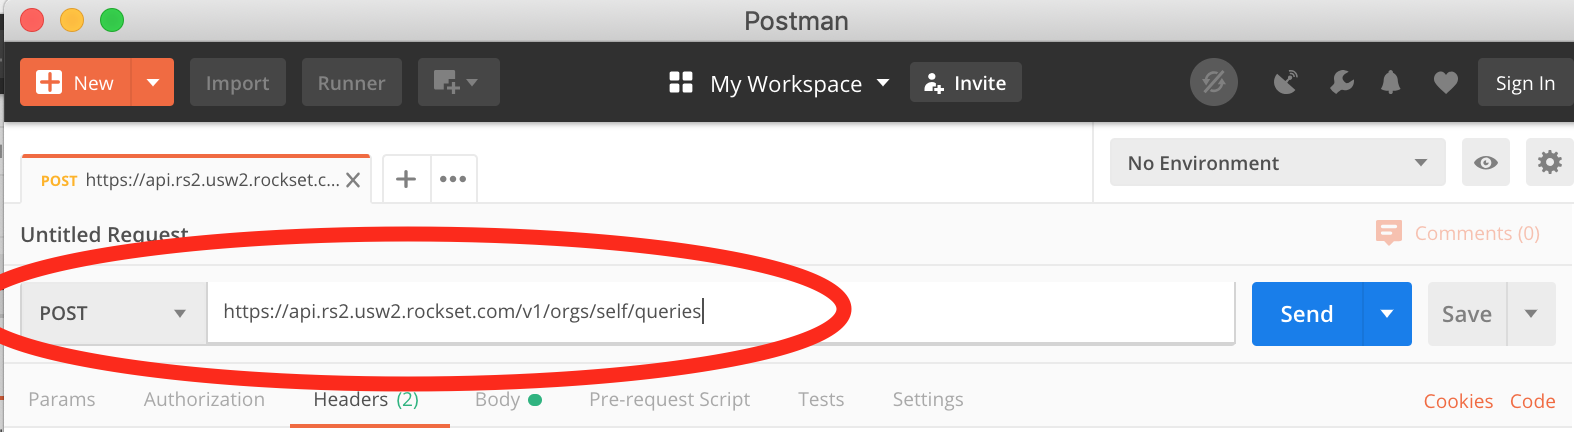 Postman
New Import Runner My Workspace Invite Sign In
POST https://api.rs2.usw2.rockset.c... No Environment
Untitled Request Comments (0)
POST https://api.rs2.usw2.rockset.com/v1/orgs/self/queries Send Save
Params Authorization Headers (2) Body Pre-request Script Tests Settings Cookies Code